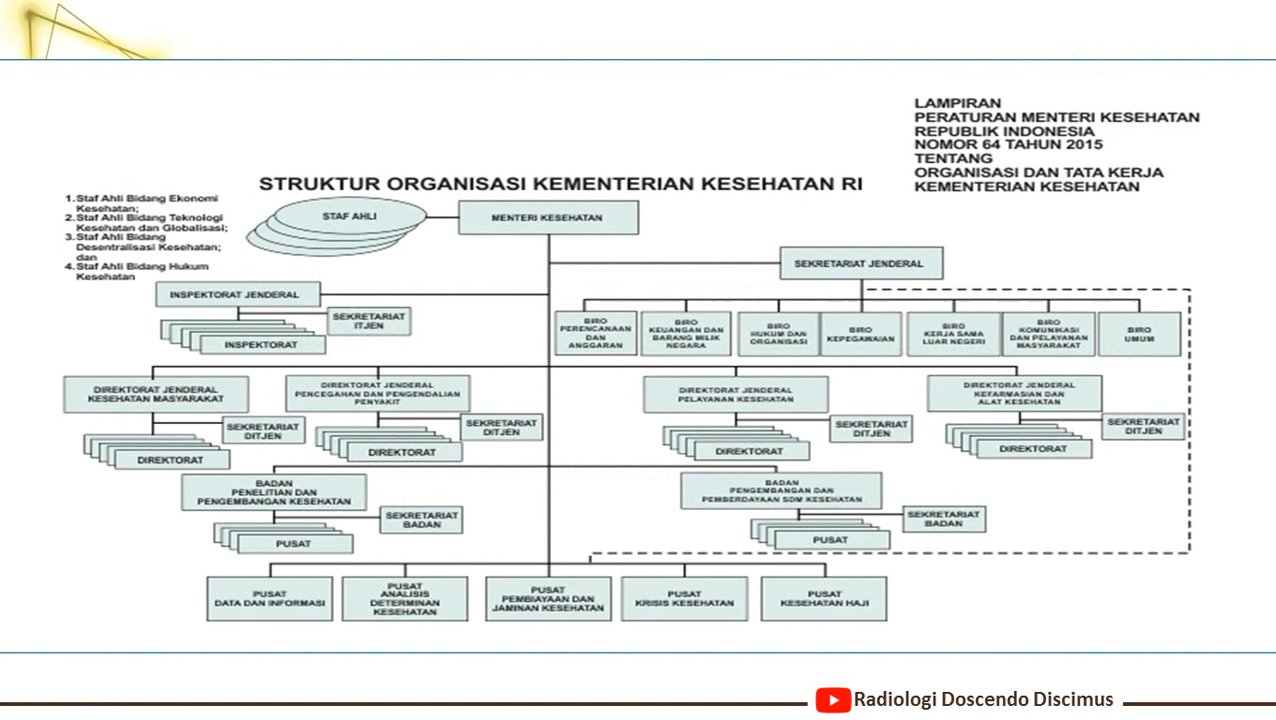 LAMPIRAN
PERATURAN MENTERI KESEHATAN
REPUBLIK INDONESIA
NOMOR 64 TAHUN 2015
TENTANG
ORGANISASI DAN TATA KERJA
KEMENTERIAN KESEHATAN
STRUKTUR ORGANISASI KEMENTERIAN KESEHATAN RI
1. Staf Ahli Bidang Ekonomi
Kesehatan;
2. Staf Ahli Bidang Teknologi
Kesehatan dan Globalisasi;
3. Staf Ahli Bidang
Desentralisasi Kesehatan;
dan
4. Staf Ahli Bidang Hukum
Kesehatan
STAF AHLI
MENTERI KESEHATAN
SEKRETARIAT JENDERAL
INSPEKTORAT JENDERAL
SEKRETARIAT
ITJEN
INSPEKTORAT
BIRO
PERENCANAAN
DAN
ANGGARAN
BIRO
KEUANGAN DAN
BARANG MILIK
NEGARA
BIRO
HUKUM DAN
ORGANISASI
BIRO
KEPEGAWAIAN
BIRO
KERJA SAMA
LUAR NEGERI
BIRO
KOMUNIKASI
DAN PELAYANAN
MASYARAKAT
BIRO
UMUM
DIREKTORAT JENDERAL
KESEHATAN MASYARAKAT
SEKRETARIAT
DITJEN
DIREKTORAT
DIREKTORAT JENDERAL
PENCEGAHAN DAN PENGENDALIAN
PENYAKIT
SEKRETARIAT
DITJEN
DIREKTORAT
DIREKTORAT JENDERAL
PELAYANAN KESEHATAN
SEKRETARIAT
DITJEN
DIREKTORAT
DIREKTORAT JENDERAL
KEFARMASIAN DAN
ALAT KESEHATAN
SEKRETARIAT
DITJEN
DIREKTORAT
BADAN
PENELITIAN DAN
PENGEMBANGAN KESEHATAN
SEKRETARIAT
BADAN
PUSAT
BADAN
PENGEMBANGAN DAN
PEMBERDAYAAN SDM KESEHATAN
SEKRETARIAT
BADAN
PUSAT
PUSAT
DATA DAN INFORMASI
PUSAT
ANALISIS
DETERMINAN
KESEHATAN
PUSAT
PEMBIAYAAN DAN
JAMINAN KESEHATAN
PUSAT
KRISIS KESEHATAN
PUSAT
KESEHATAN HAJI
Radiologi Doscendo Discimus